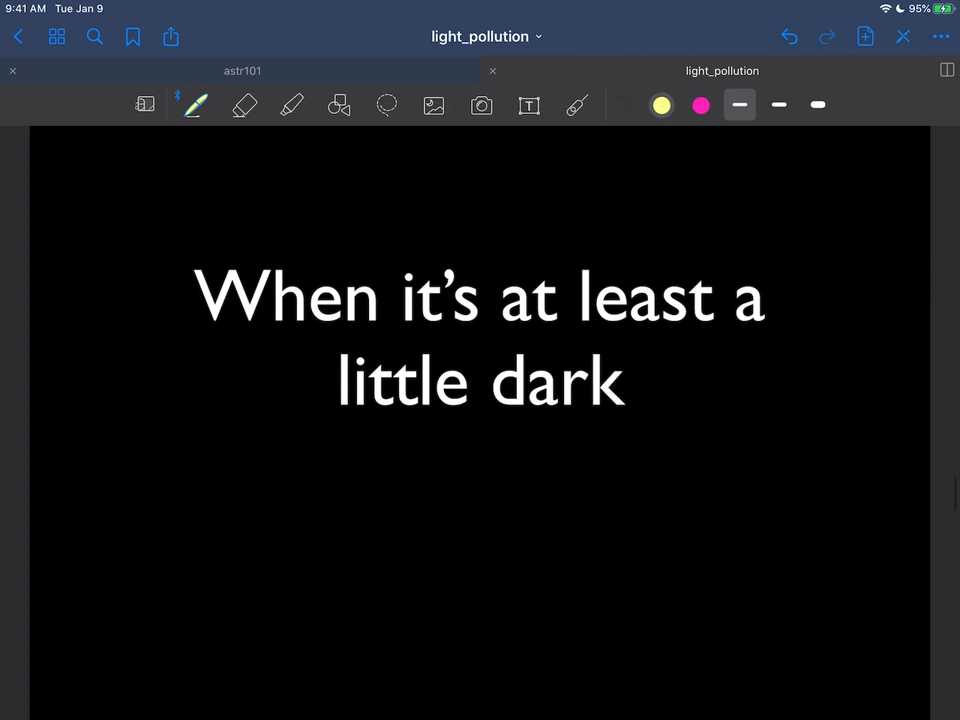 9:41 AM Tue Jan 9 95%
light_pollution
astr101 light_pollution
T
When it’s at least a
little dark